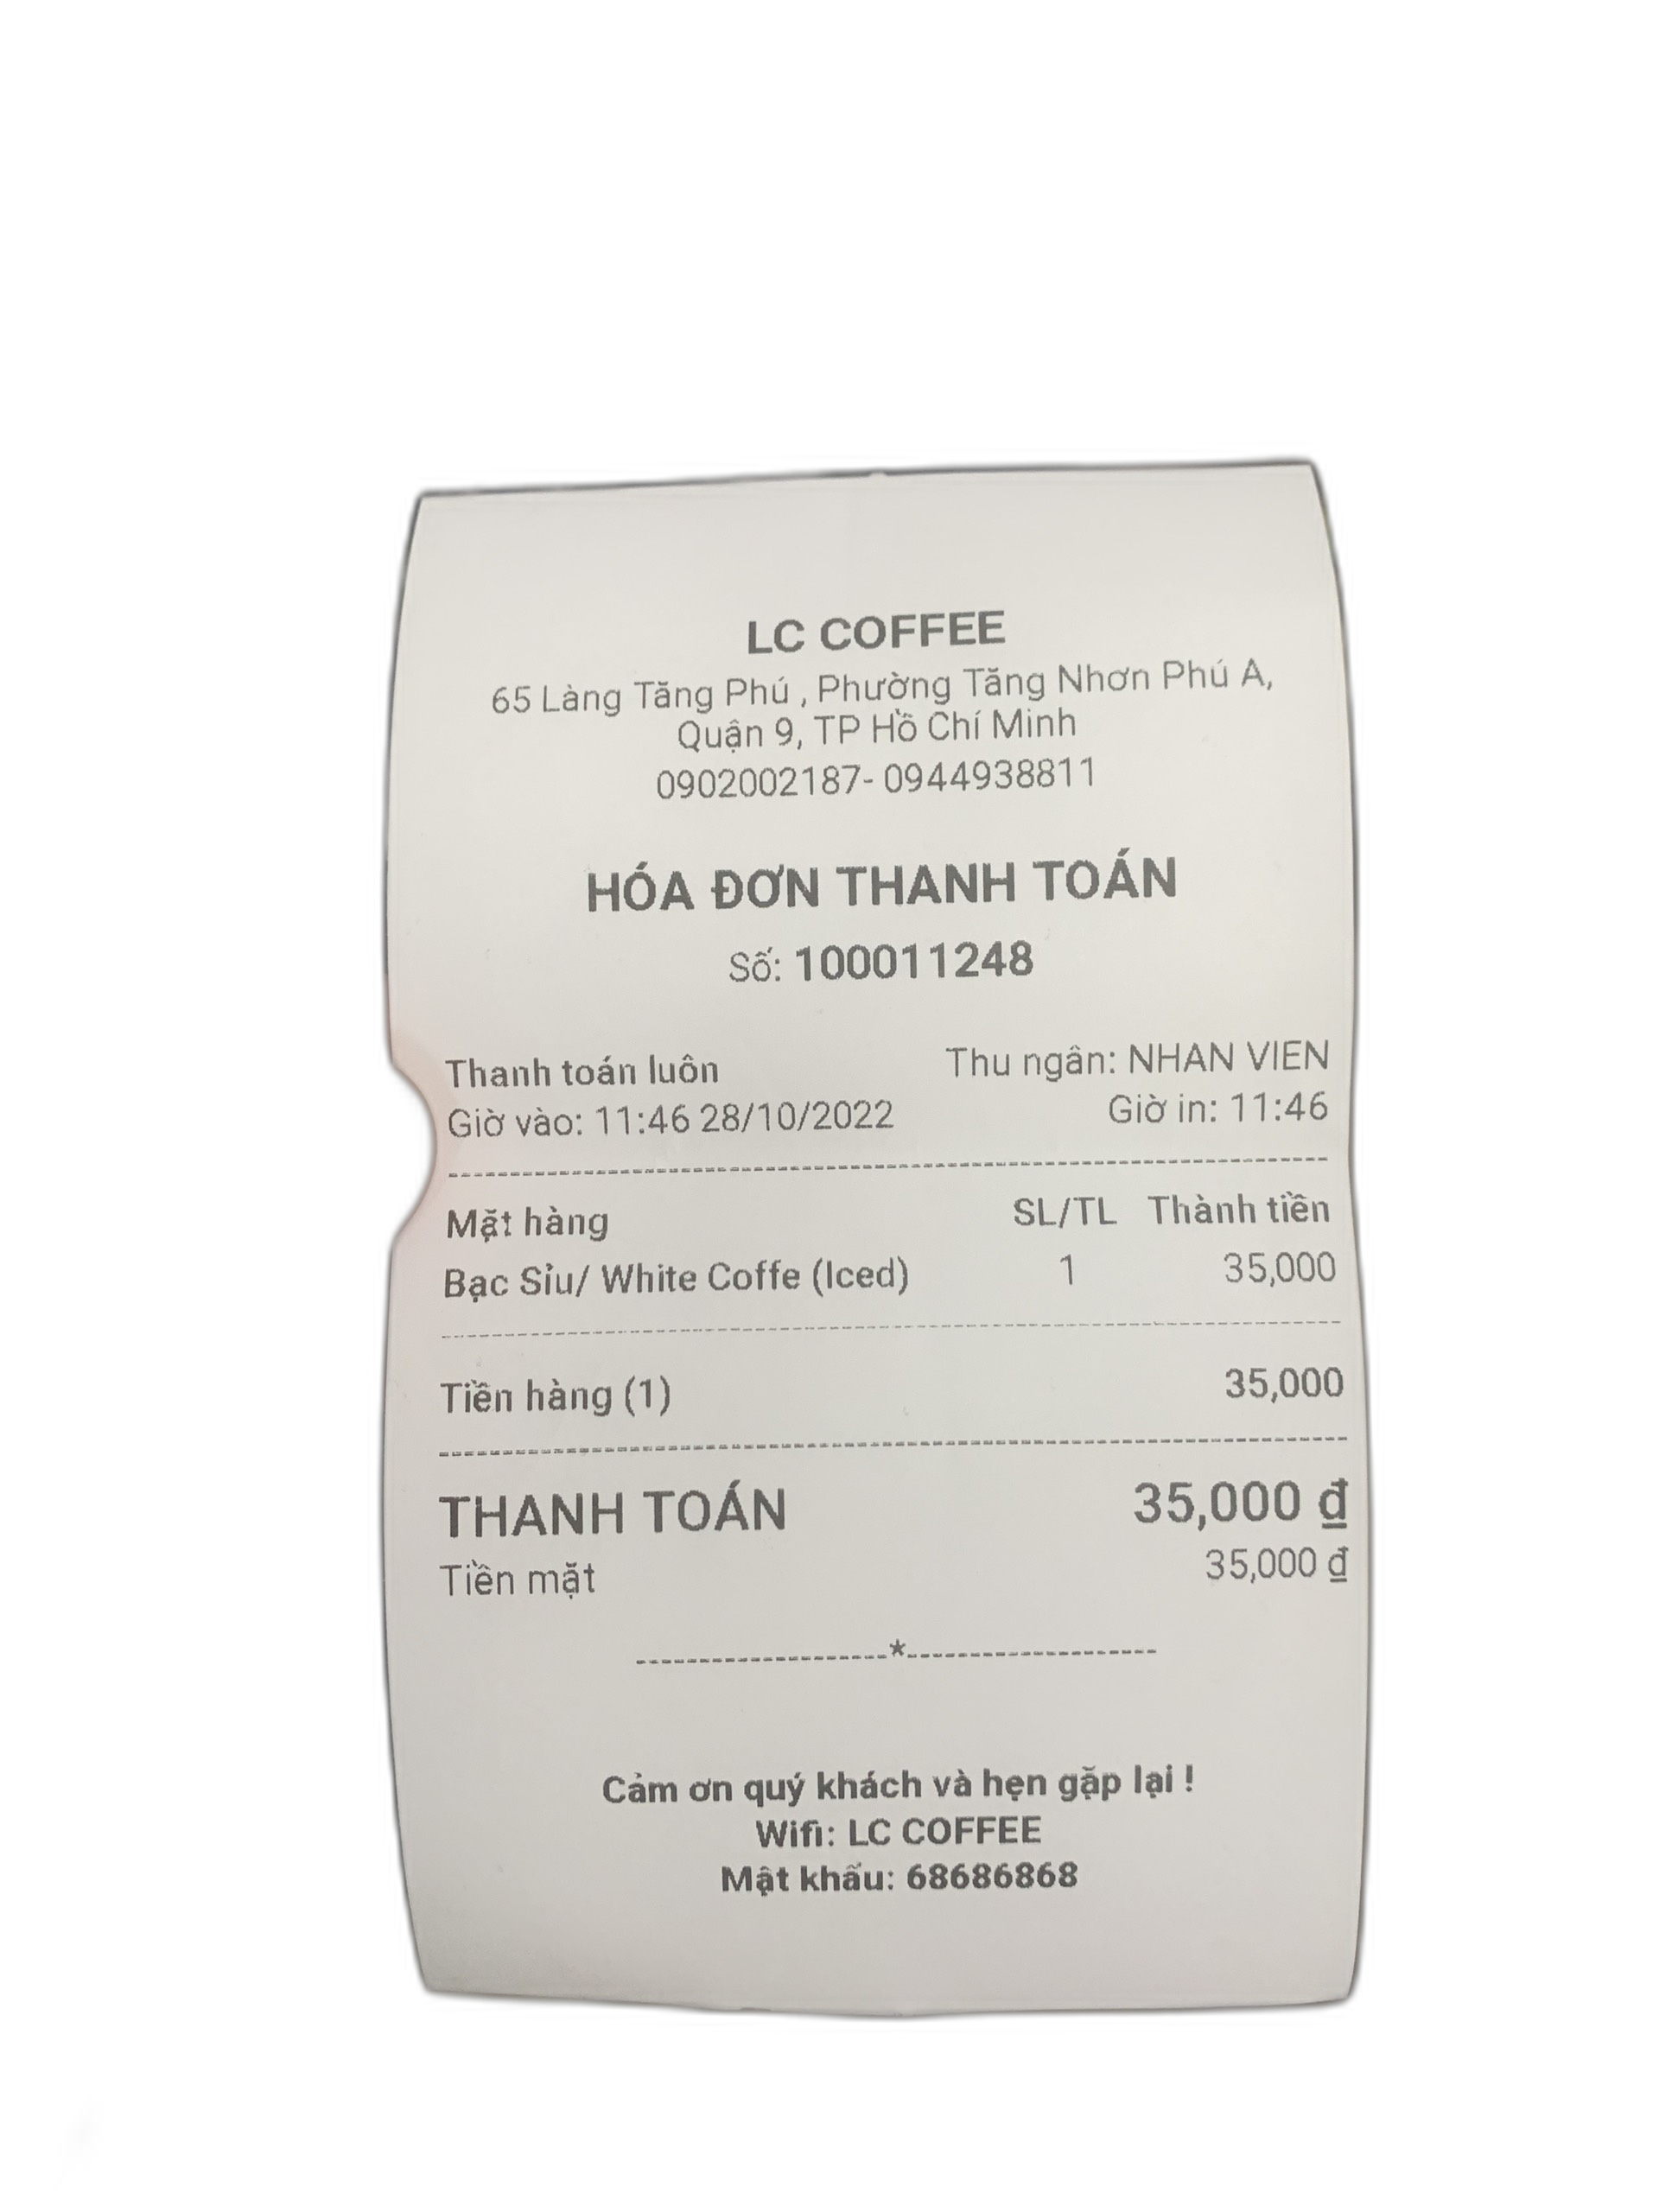 LC COFFEE
65 Làng Tăng Phú , Phường Tăng Nhơn Phú A,
Quận 9, TP Hồ Chí Minh
0902002187- 0944938811
HÓA ĐƠN THANH TOÁN
Số: 100011248
Thanh toán luôn Thu ngân: NHAN VIEN
Giờ vào: 11:46 28/10/2022 Giờ in: 11:46
Mặt hàng SL/TL Thành tiền
Bạc Sỉu/ White Coffe (Iced) 1 35,000
Tiền hàng (1) 35,000
THANH TOÁN 35,000 ₫
Tiền mặt 35,000 ₫
--------------------*--------------------
Cảm ơn quý khách và hẹn gặp lại !
Wifi: LC COFFEE
Mật khẩu: 68686868